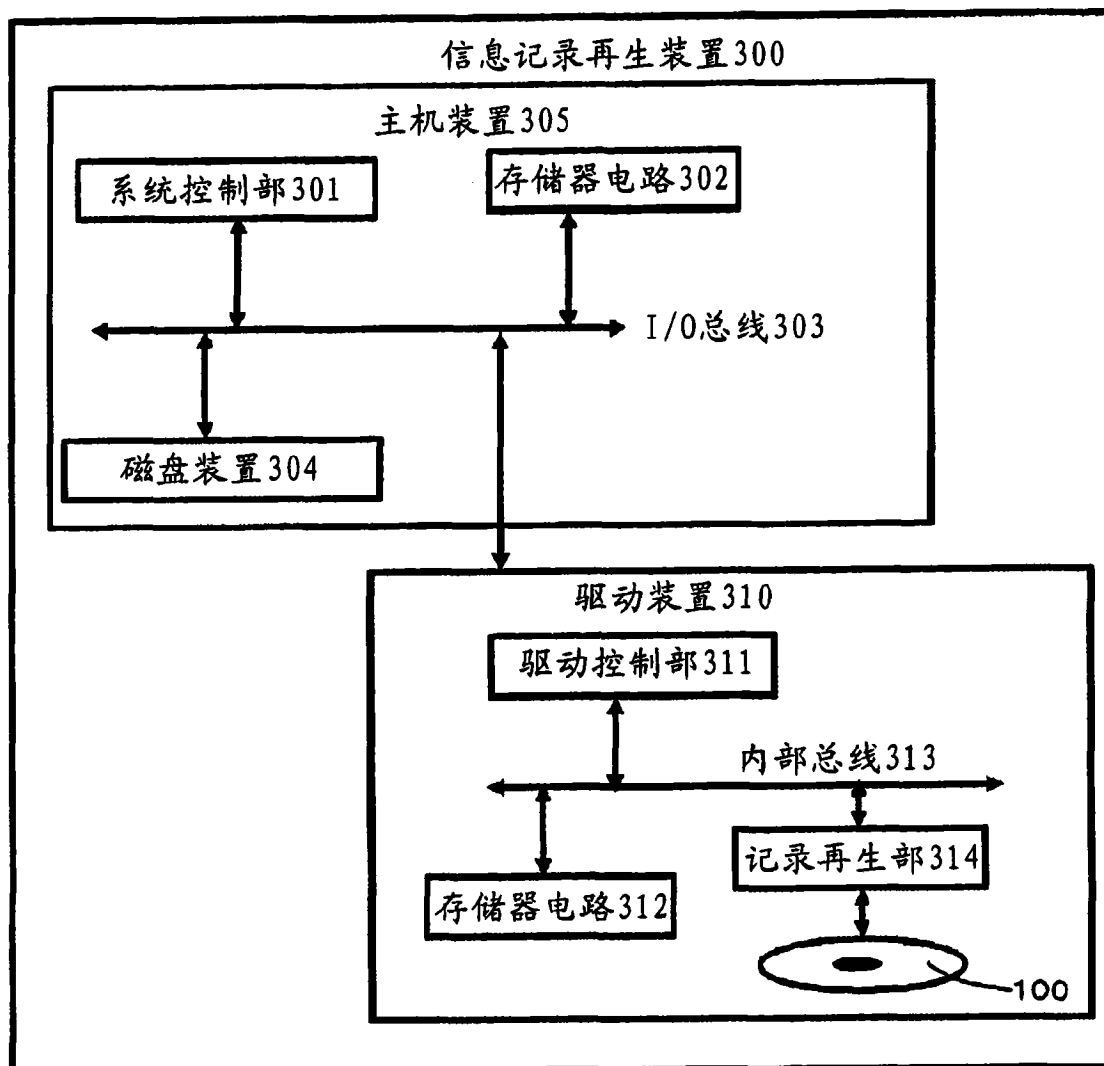 信息记录再生装置300
主机装置305
系统控制部301
存储器电路302
I/O总线303
磁盘装置304
驱动装置310
驱动控制部311
内部总线313
记录再生部314
存储器电路312
100